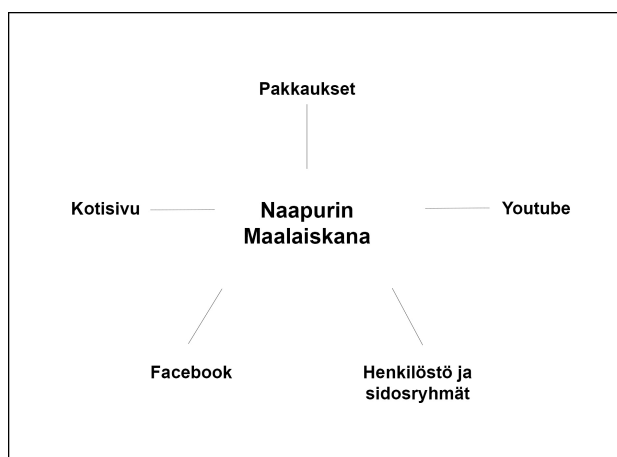 Pakkaukset
Kotisivu
Naapurin
Maalaiskana
Youtube
Facebook
Henkilöstö ja
sidosryhmät